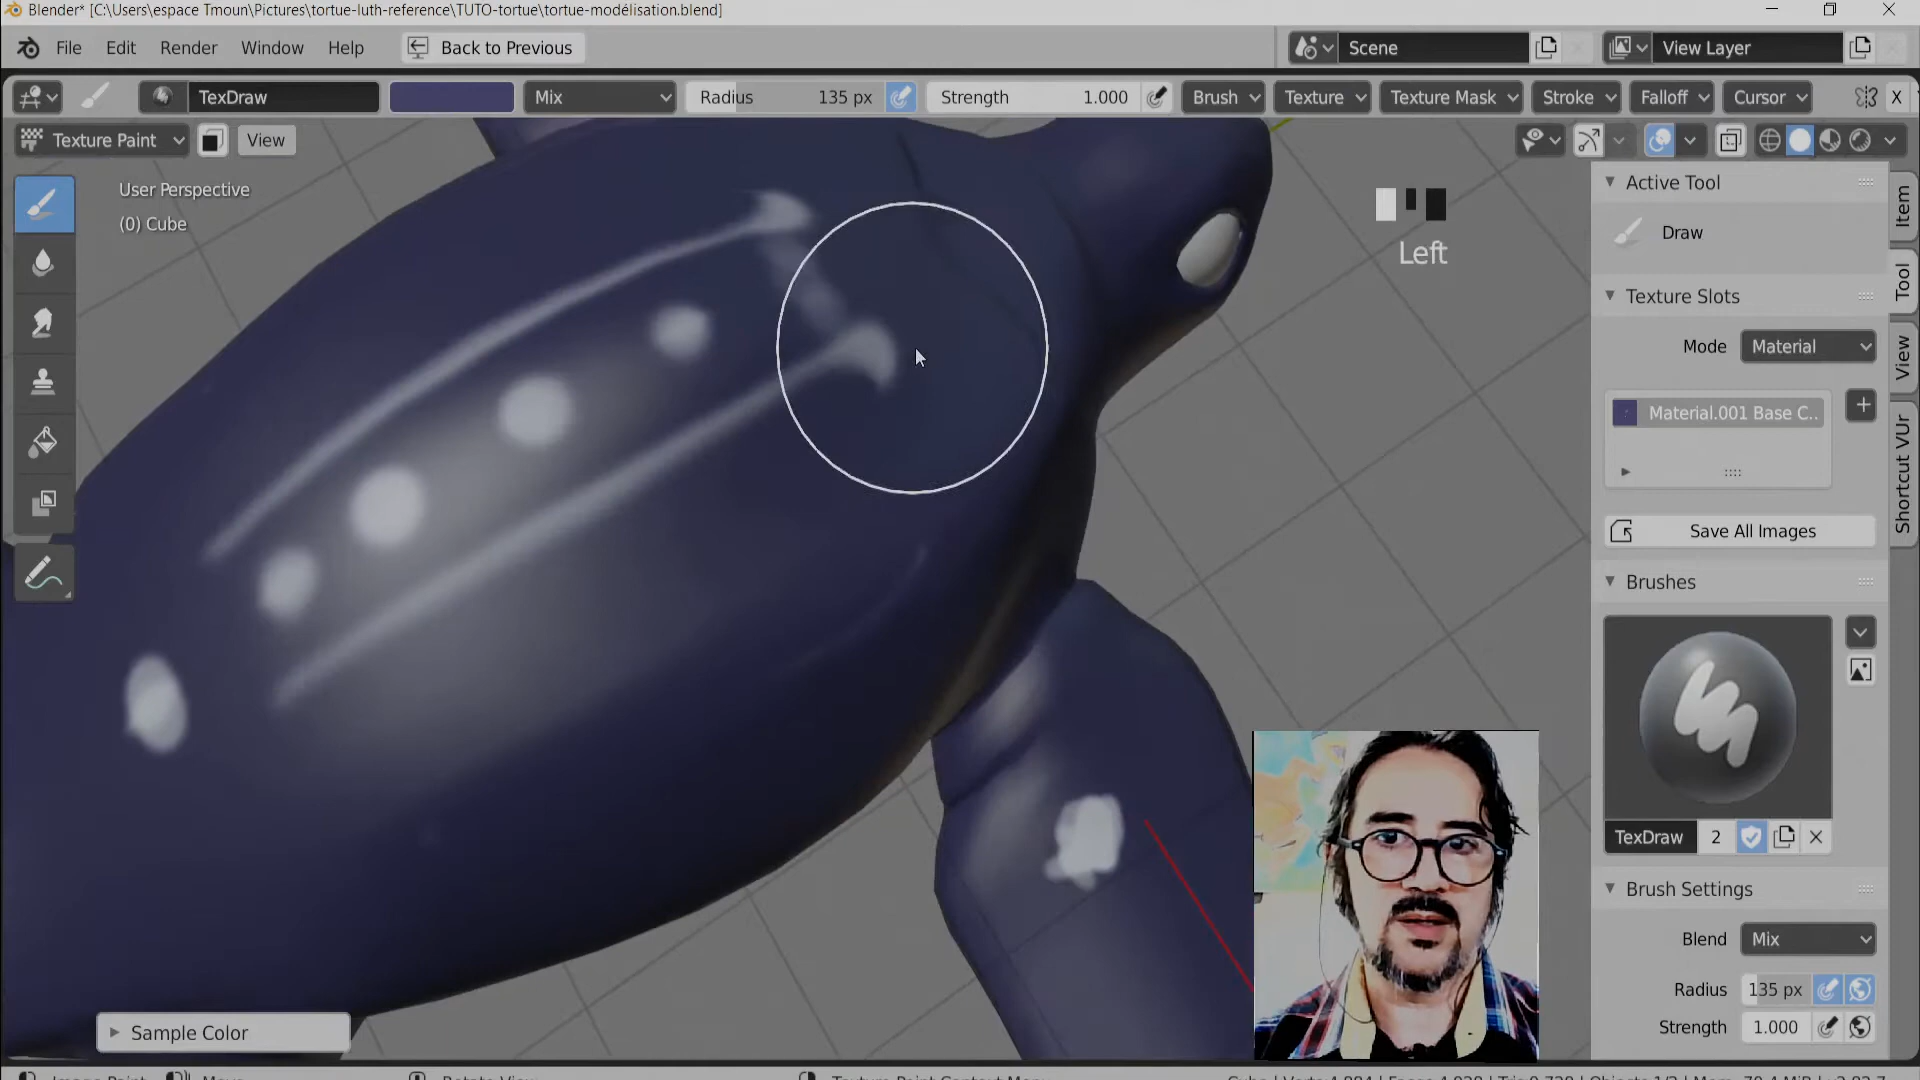 Blender* [C:\Users\espace Tmoun\Pictures\tortue-luth-reference\TUTO-tortue\tortue-modélisation.blend]
File Edit Render Window Help Back to Previous Scene View Layer
TexDraw Mix Radius 135 px Strength 1.000 Brush Texture Texture Mask Stroke Falloff Cursor X
Texture Paint View
User Perspective
(0) Cube
Left
Active Tool
Draw
Texture Slots
Mode Material
Material.001 Base C..
Save All Images
Brushes
TexDraw 2
Brush Settings
Blend Mix
Radius 135 px
Strength 1.000
Item
Tool
View
Shortcut VUr
Sample Color